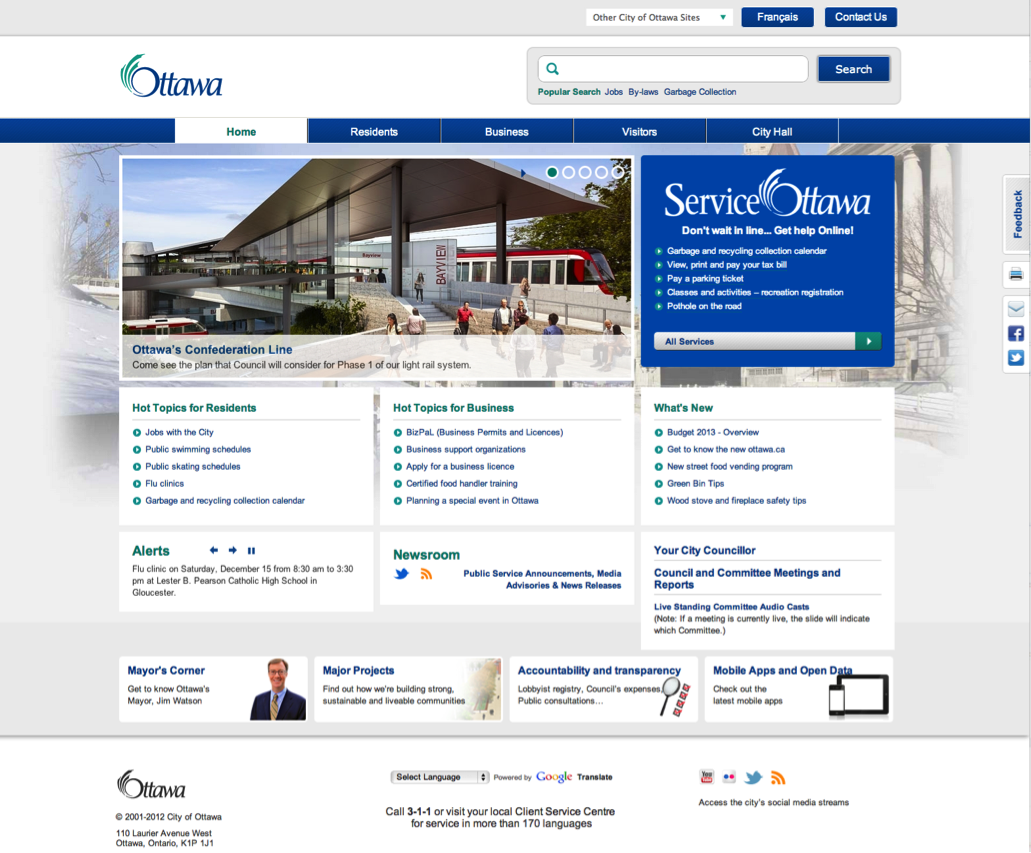 Other City of Ottawa Sites
Français
Contact Us
Ottawa
Search
Popular Search Jobs By-laws Garbage Collection
Home
Residents
Business
Visitors
City Hall
Bayview
BAYVIEW
Ottawa's Confederation Line
Come see the plan that Council will consider for Phase 1 of our light rail system.
ServiceOttawa
Don't wait in line... Get help Online!
Garbage and recycling collection calendar
View, print and pay your tax bill
Pay a parking ticket
Classes and activities – recreation registration
Pothole on the road
All Services
Feedback
Hot Topics for Residents
Jobs with the City
Public swimming schedules
Public skating schedules
Flu clinics
Garbage and recycling collection calendar
Hot Topics for Business
BizPaL (Business Permits and Licences)
Business support organizations
Apply for a business licence
Certified food handler training
Planning a special event in Ottawa
What's New
Budget 2013 - Overview
Get to know the new ottawa.ca
New street food vending program
Green Bin Tips
Wood stove and fireplace safety tips
Alerts
Flu clinic on Saturday, December 15 from 8:30 am to 3:30
pm at Lester B. Pearson Catholic High School in
Gloucester.
Newsroom
Public Service Announcements, Media
Advisories & News Releases
Your City Councillor
Council and Committee Meetings and
Reports
Live Standing Committee Audio Casts
(Note: If a meeting is currently live, the slide will indicate
which Committee.)
Mayor's Corner
Get to know Ottawa's
Mayor, Jim Watson
Major Projects
Find out how we're building strong,
sustainable and liveable communities
Accountability and transparency
Lobbyist registry, Council's expenses,
Public consultations…
Mobile Apps and Open Data
Check out the
latest mobile apps
Ottawa
© 2001-2012 City of Ottawa
110 Laurier Avenue West
Ottawa, Ontario, K1P 1J1
Select Language
Powered by Google Translate
Call 3-1-1 or visit your local Client Service Centre
for service in more than 170 languages
You Tube
Access the city's social media streams